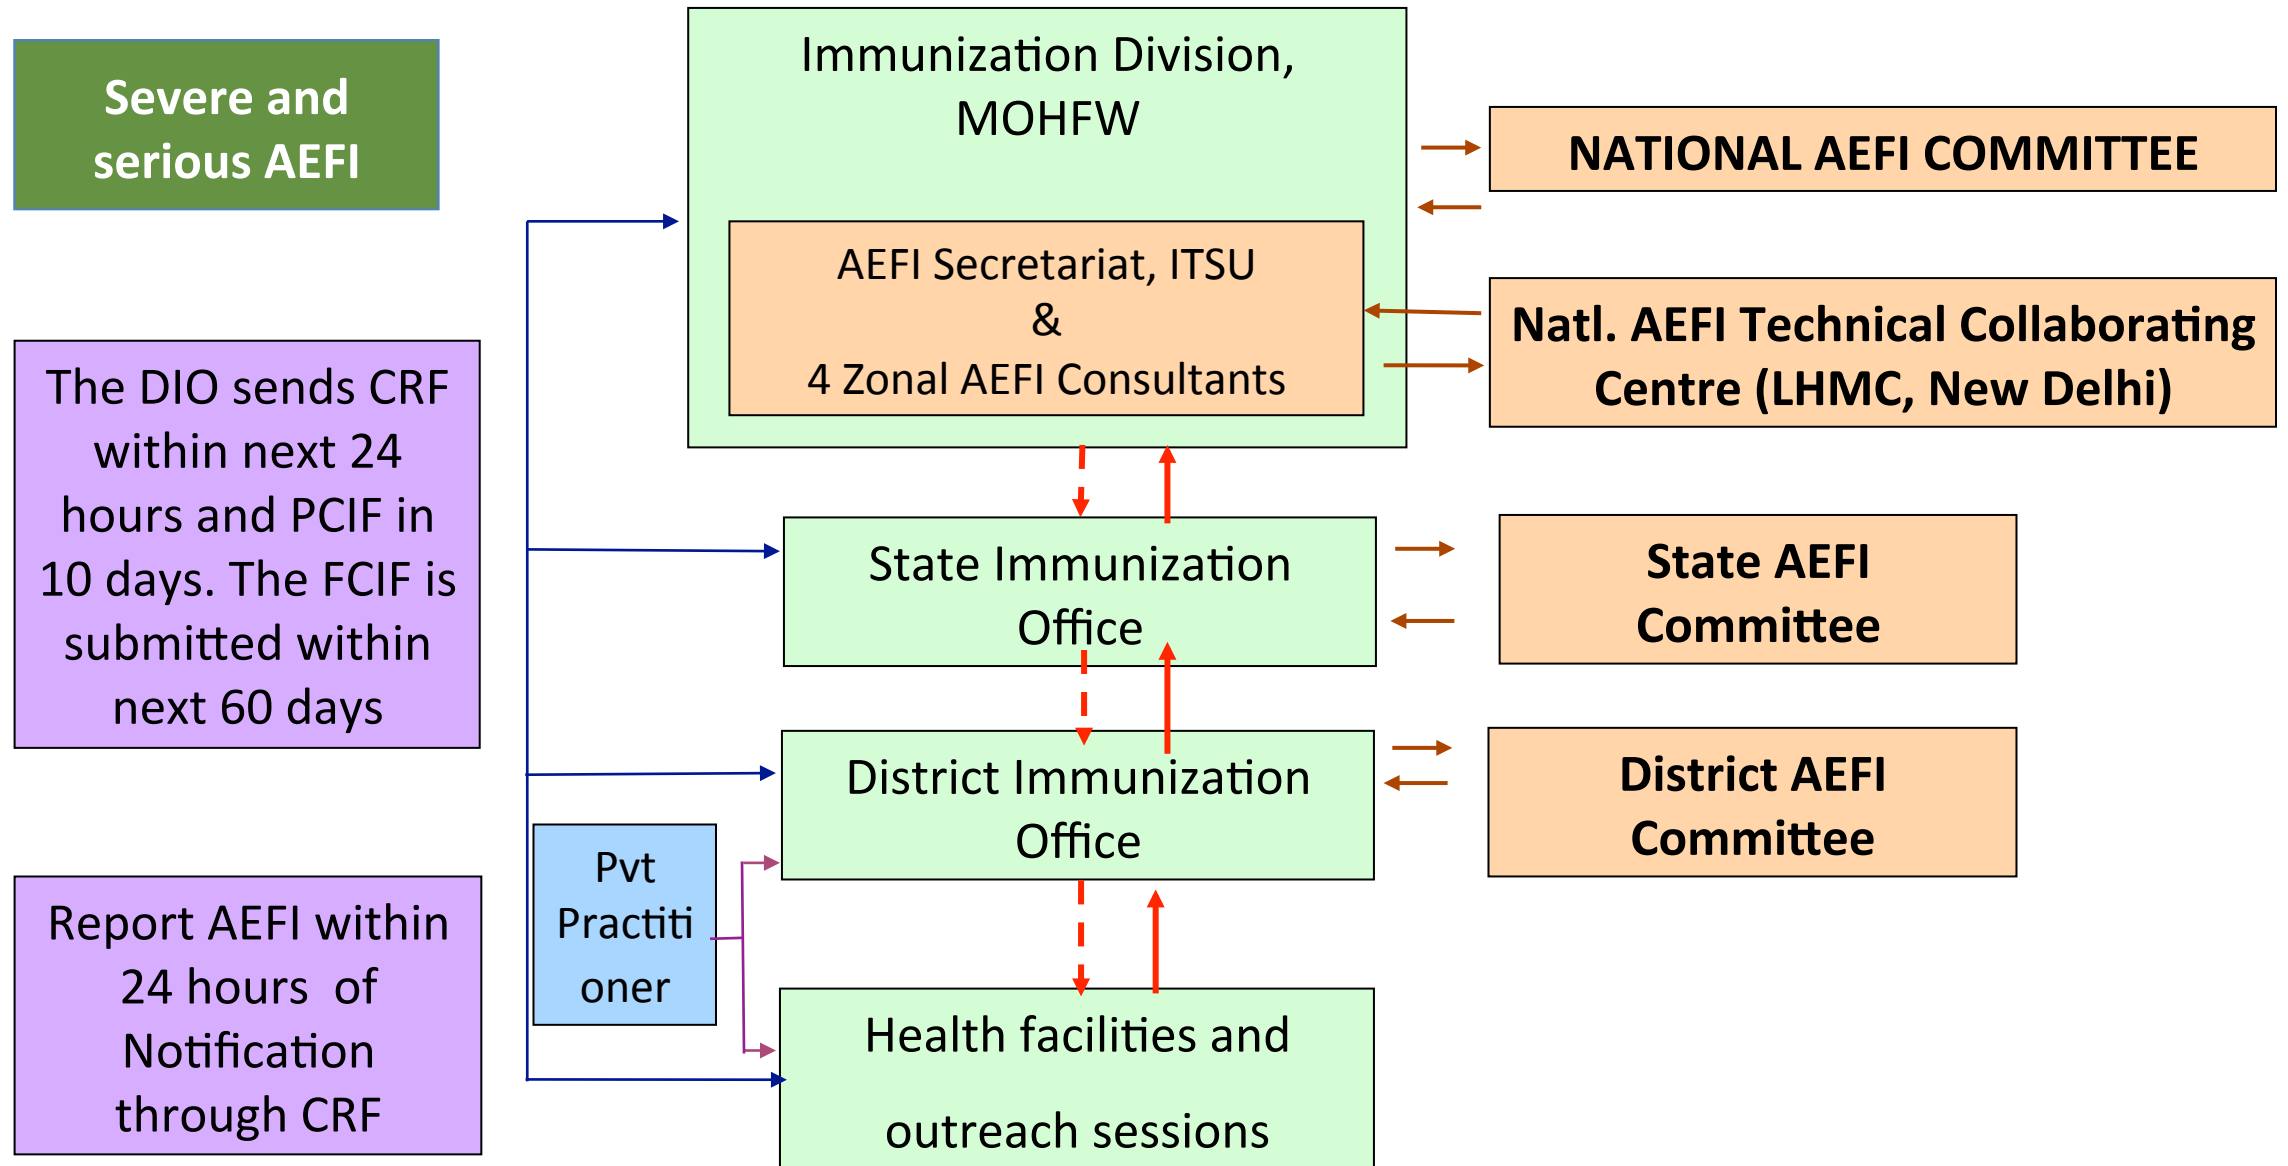 Severe and
serious AEFI
Immunization Division,
MOHFW
NATIONAL AEFI COMMITTEE
AEFI Secretariat, ITSU
&
4 Zonal AEFI Consultants
Natl. AEFI Technical Collaborating
Centre (LHMC, New Delhi)
The DIO sends CRF
within next 24
hours and PCIF in
10 days. The FCIF is
submitted within
next 60 days
State Immunization
Office
State AEFI
Committee
District Immunization
Office
District AEFI
Committee
Pvt
Practiti
oner
Report AEFI within
24 hours  of
Notification
through CRF
Health facilities and
outreach sessions